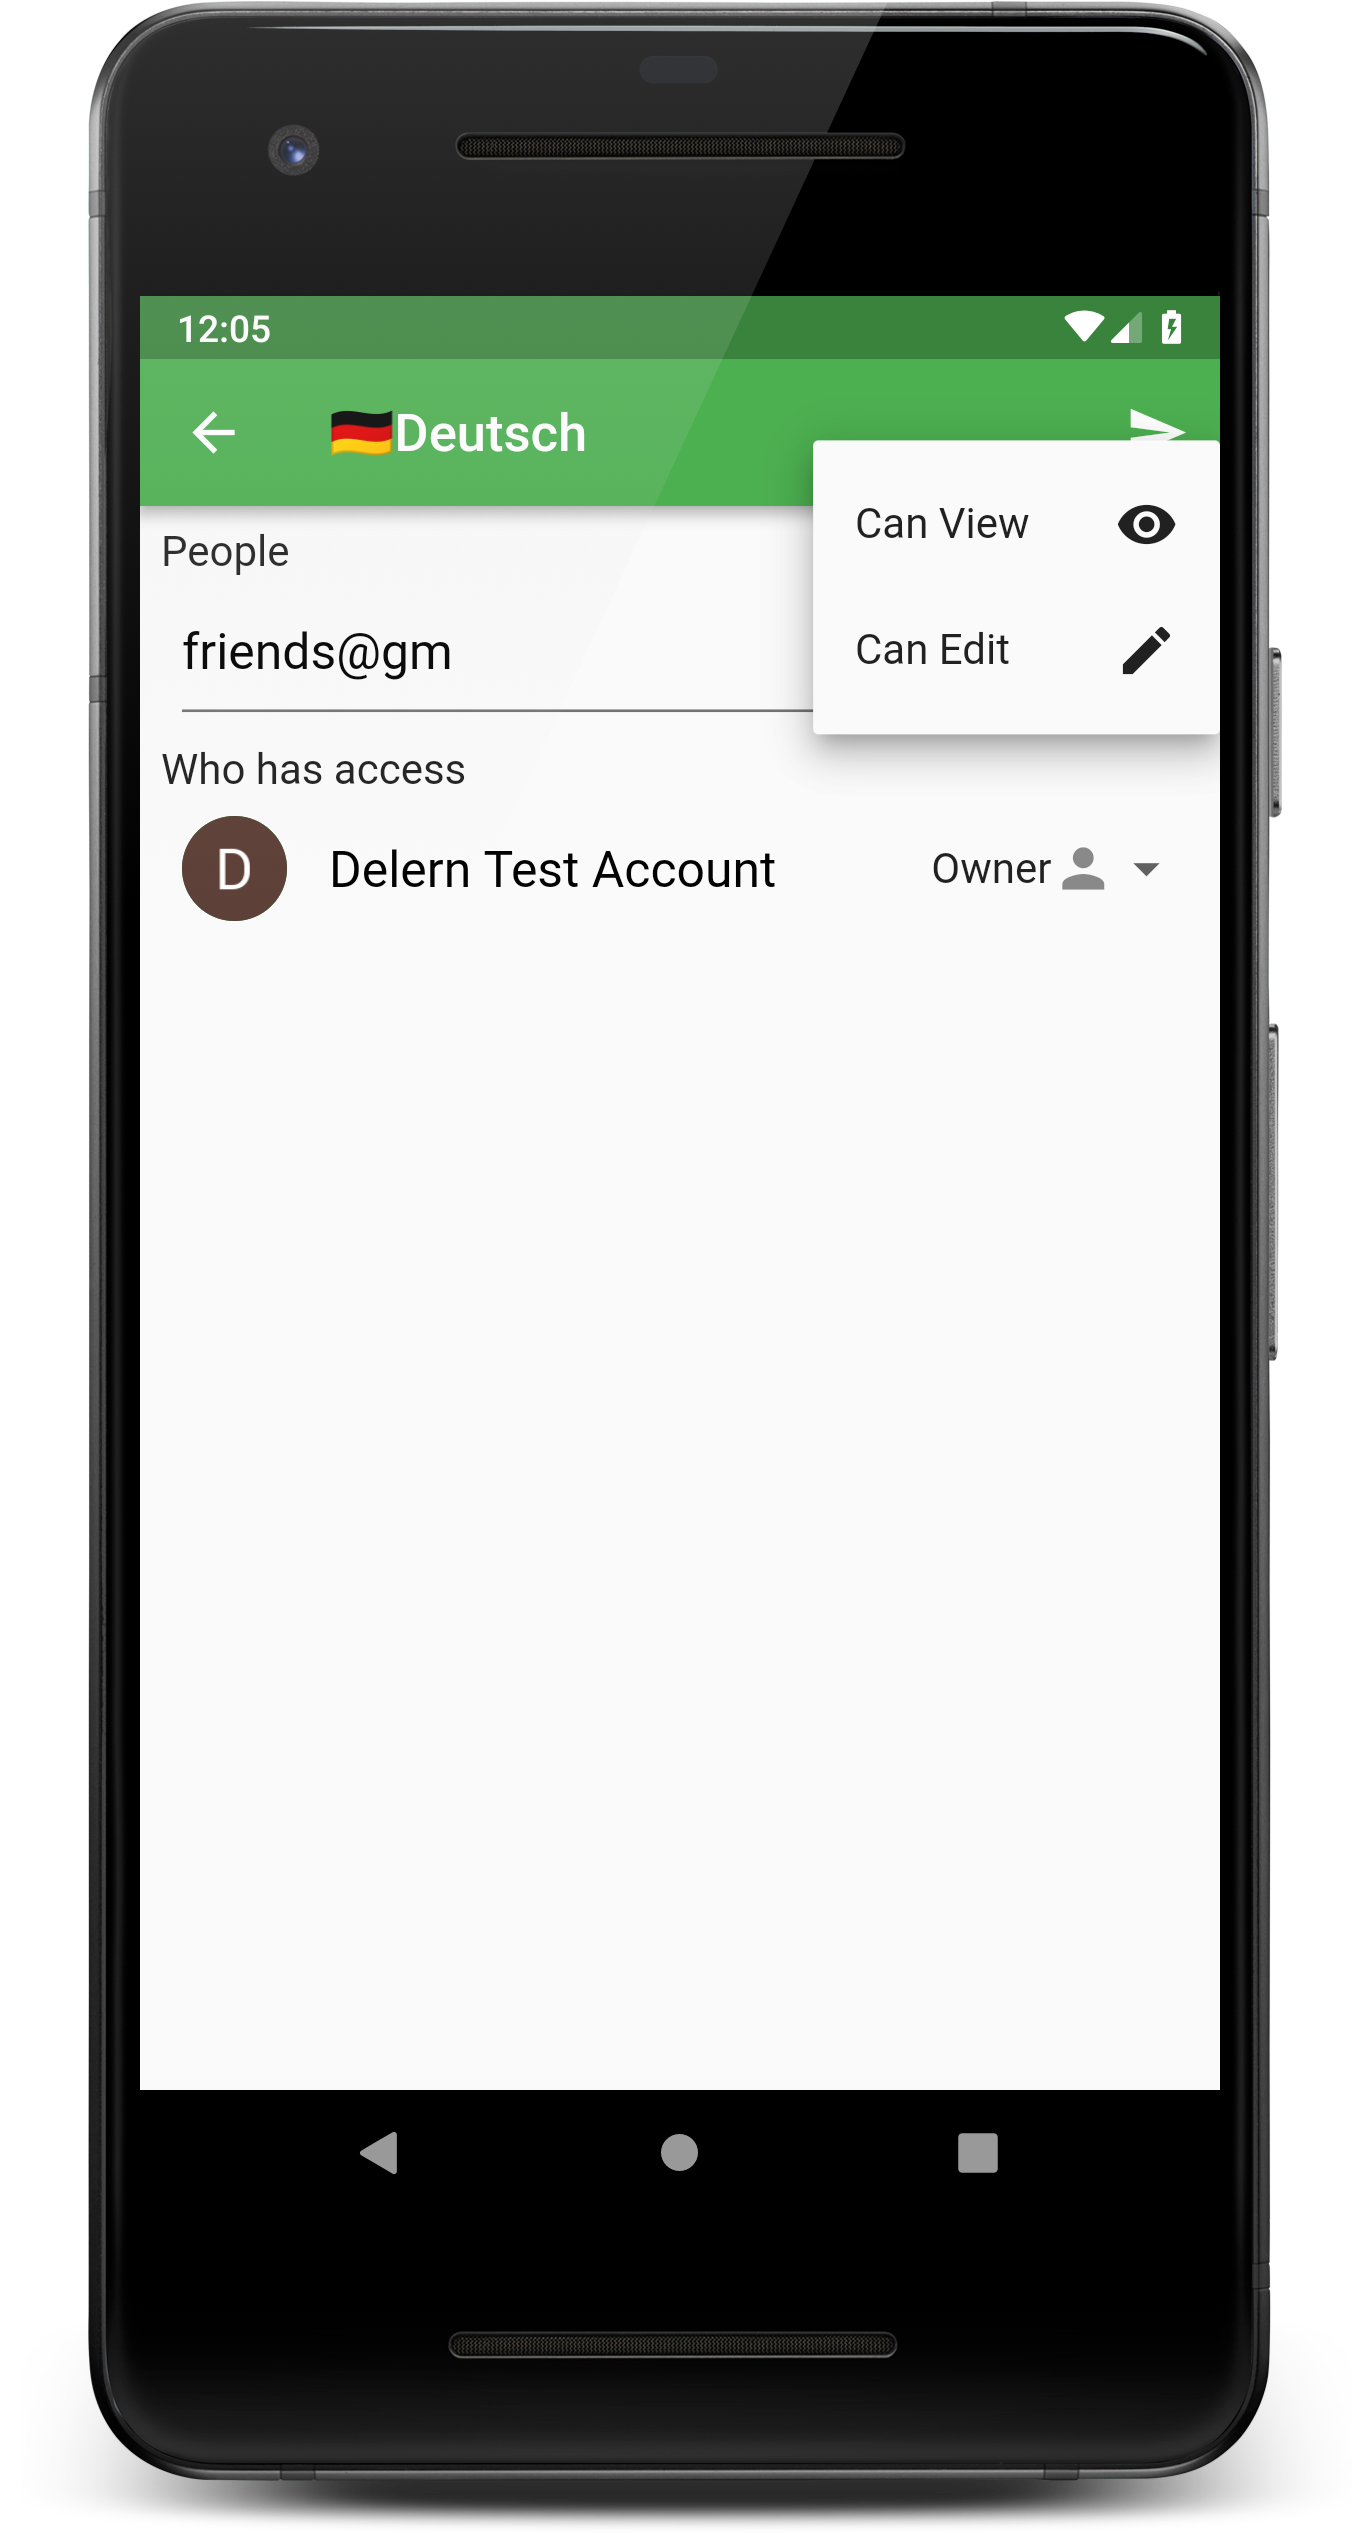 12:05
🇩🇪Deutsch
Can View
People
Can Edit
friends@gm
Who has access
D
Delern Test Account
Owner